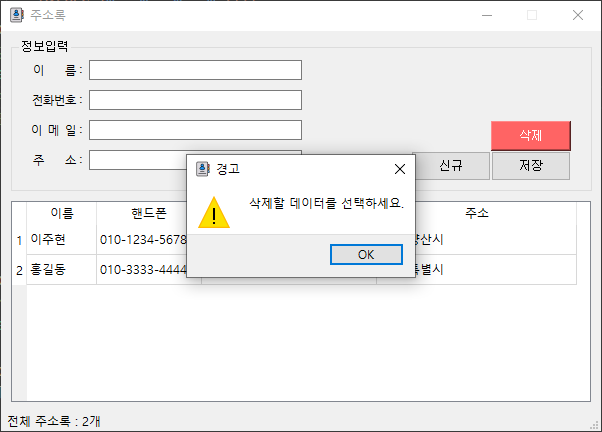 주소록
정보입력
이 름 :
전화번호 :
이 메 일 :
삭제
주 소 :
신규 저장
경고
삭제할 데이터를 선택하세요.
OK
이름 핸드폰 주소
1 이주현 010-1234-5678 양산시
2 홍길동 010-3333-4444 특별시
전체 주소록 : 2개